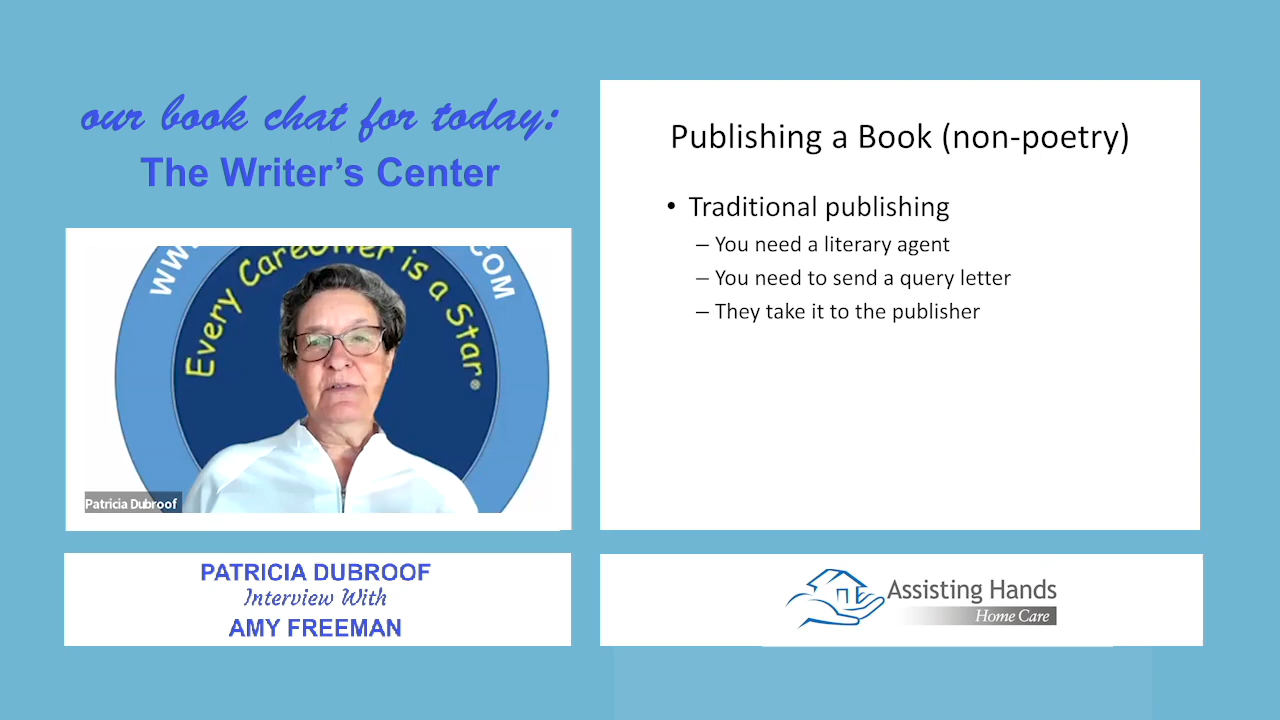 our book chat for today:
The Writer's Center
Every CareGiver is a Star®
.COM
Patricia Dubroof
PATRICIA DUBROOF
Interview With
AMY FREEMAN
Publishing a Book (non-poetry)
• Traditional publishing
– You need a literary agent
– You need to send a query letter
– They take it to the publisher
Assisting Hands
Home Care